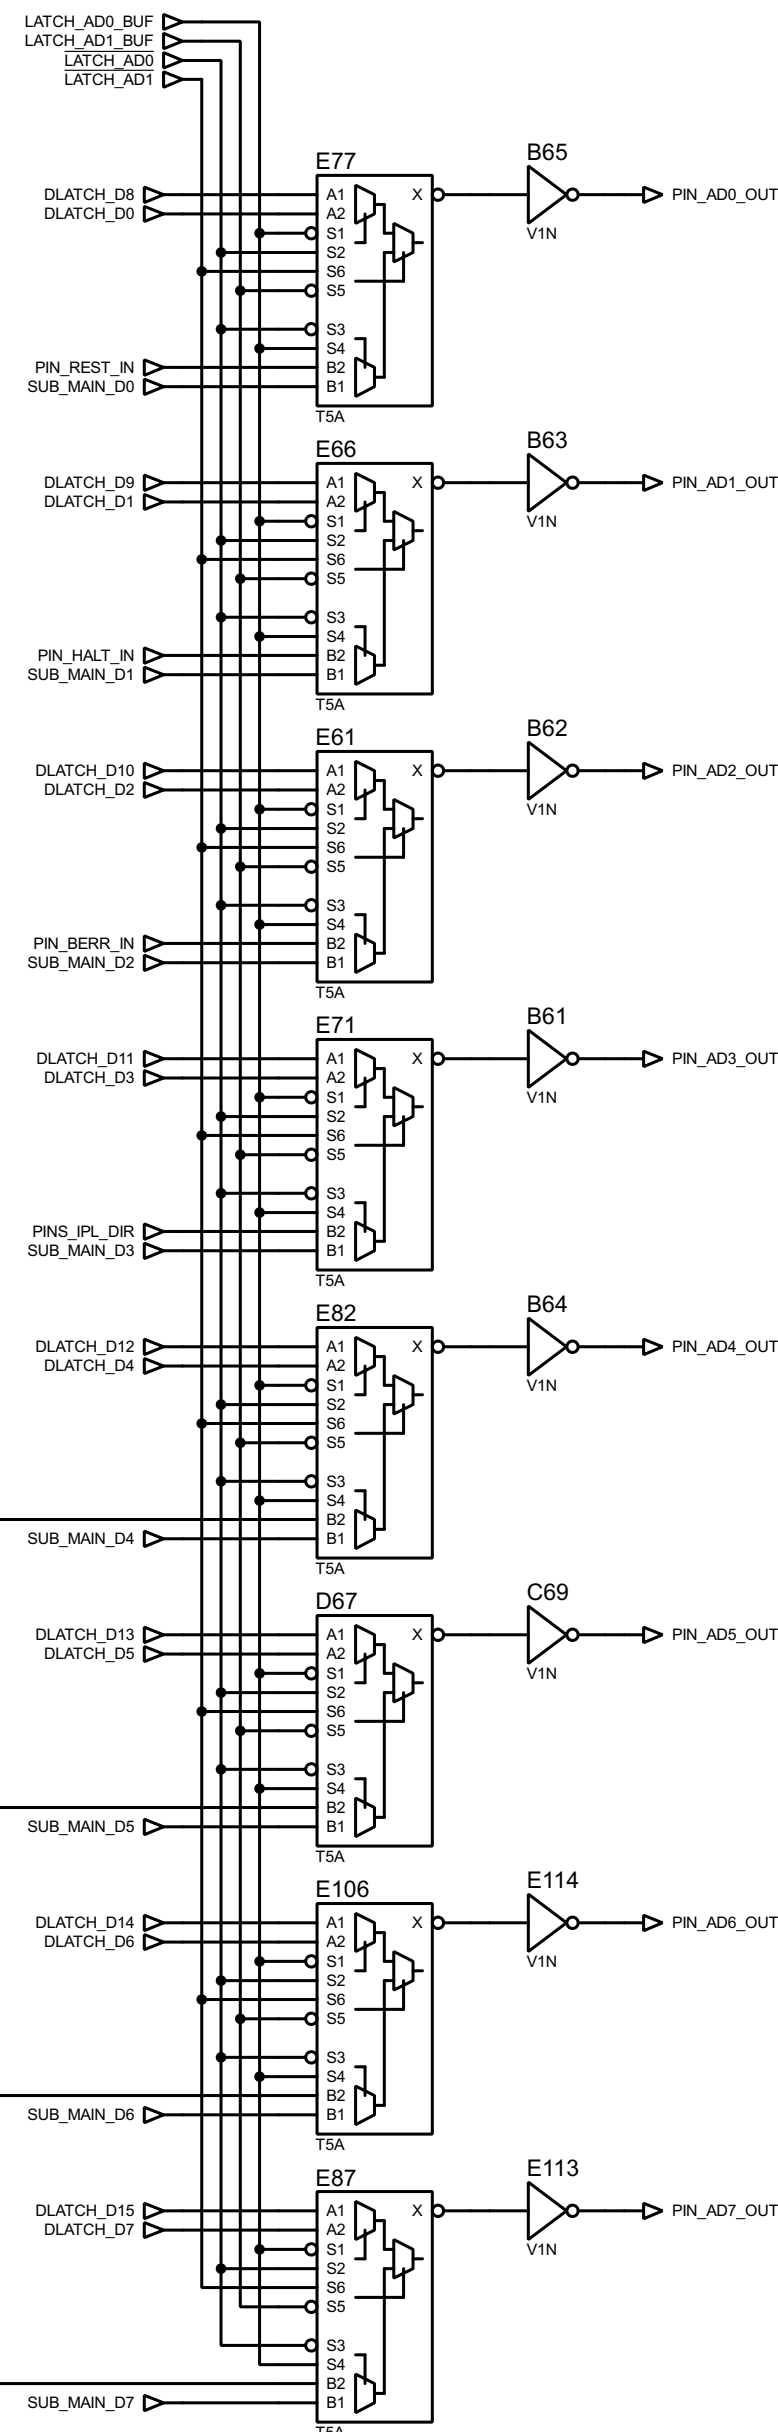 LATCH_AD0_BUF
LATCH_AD1_BUF
LATCH_AD0
LATCH_AD1
E77
B65
DLATCH_D8
A1
X
PIN_AD0_OUT
DLATCH_D0
A2
S1
V1N
S2
S6
S5
S3
S4
PIN_REST_IN
B2
SUB_MAIN_D0
B1
T5A
E66
B63
DLATCH_D9
A1
X
PIN_AD1_OUT
DLATCH_D1
A2
S1
V1N
S2
S6
S5
S3
S4
PIN_HALT_IN
B2
SUB_MAIN_D1
B1
T5A
E61
B62
DLATCH_D10
A1
X
PIN_AD2_OUT
DLATCH_D2
A2
S1
V1N
S2
S6
S5
S3
S4
PIN_BERR_IN
B2
SUB_MAIN_D2
B1
T5A
E71
B61
DLATCH_D11
A1
X
PIN_AD3_OUT
DLATCH_D3
A2
S1
V1N
S2
S6
S5
S3
S4
PINS_IPL_DIR
B2
SUB_MAIN_D3
B1
T5A
E82
B64
DLATCH_D12
A1
X
PIN_AD4_OUT
DLATCH_D4
A2
S1
V1N
S2
S6
S5
S3
S4
B2
SUB_MAIN_D4
B1
T5A
D67
C69
DLATCH_D13
A1
X
PIN_AD5_OUT
DLATCH_D5
A2
S1
V1N
S2
S6
S5
S3
S4
B2
SUB_MAIN_D5
B1
T5A
E106
E114
DLATCH_D14
A1
X
PIN_AD6_OUT
DLATCH_D6
A2
S1
V1N
S2
S6
S5
S3
S4
B2
SUB_MAIN_D6
B1
T5A
E87
E113
DLATCH_D15
A1
X
PIN_AD7_OUT
DLATCH_D7
A2
S1
V1N
S2
S6
S5
S3
S4
B2
SUB_MAIN_D7
B1
T5A